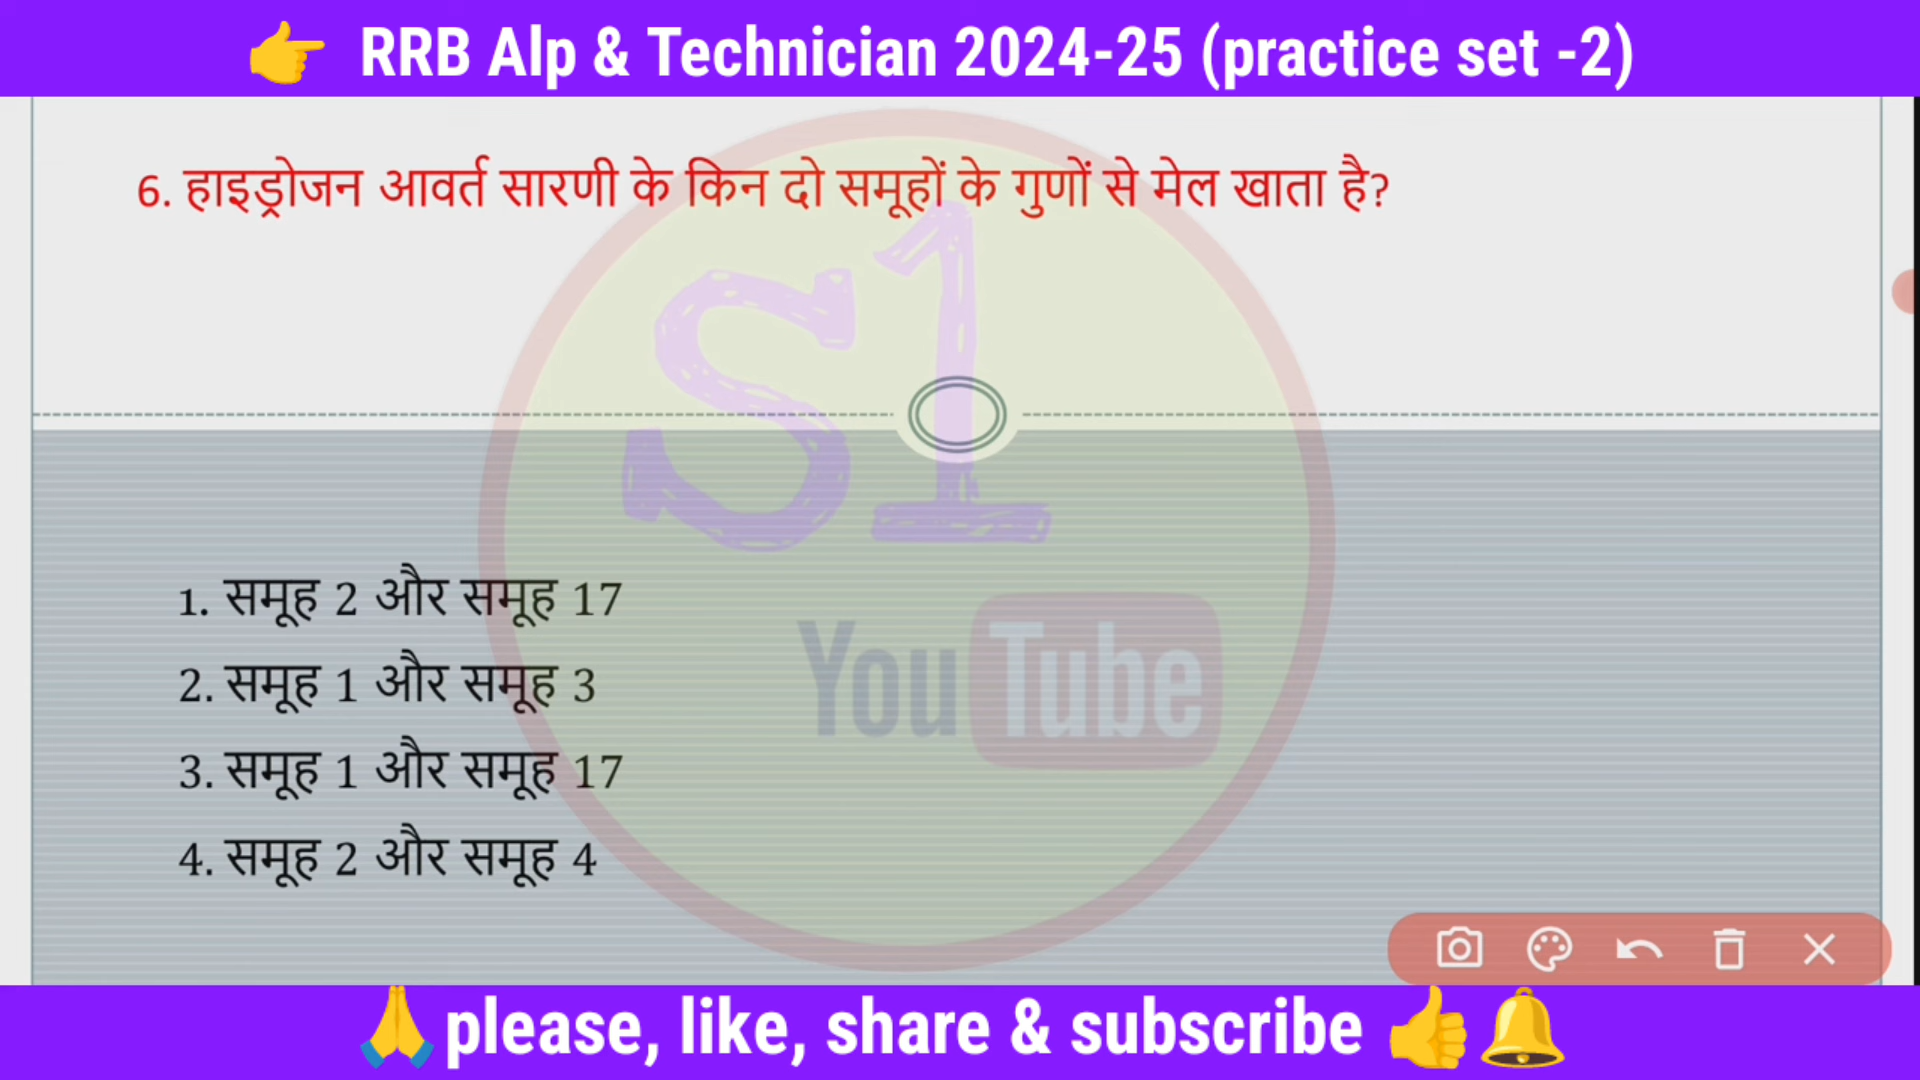 👉 RRB Alp & Technician 2024-25 (practice set -2)
6. हाइड्रोजन आवर्त सारणी के किन दो समूहों के गुणों से मेल खाता है?
S1
YouTube
1. समूह 2 और समूह 17
2. समूह 1 और समूह 3
3. समूह 1 और समूह 17
4. समूह 2 और समूह 4
🙏please, like, share & subscribe 👍🔔